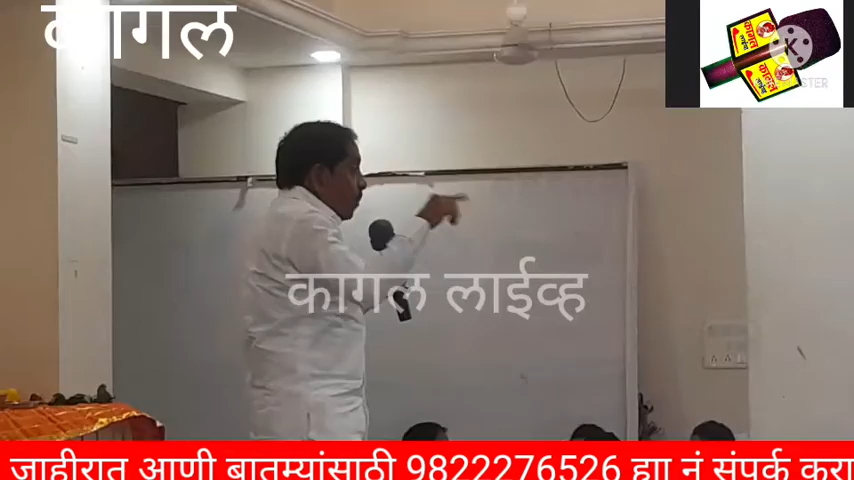 कागल
कागल लाईव्ह
K
जाहीरात आणी बातम्यांसाठी 9822276526 ह्या नं संपर्क करा